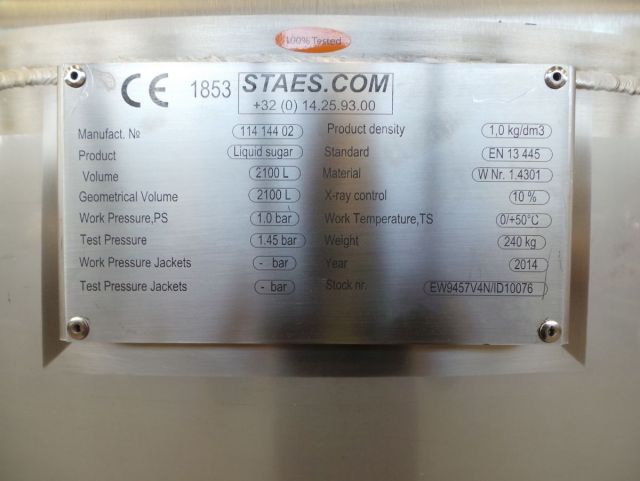 100% Tested
CE 1853 STAES.COM
+32 (0) 14.25.93.00
Manufact. № 114 144 02 Product density 1,0 kg/dm3
Product Liquid sugar Standard EN 13 445
Volume 2100 L Material W Nr. 1.4301
Geometrical Volume 2100 L X-ray control 10 %
Work Pressure,PS 1.0 bar Work Temperature,TS 0/+50°C
Test Pressure 1.45 bar Weight 240 kg
Work Pressure Jackets - bar Year 2014
Test Pressure Jackets - bar Stock nr. EW9457V4N/ID10076